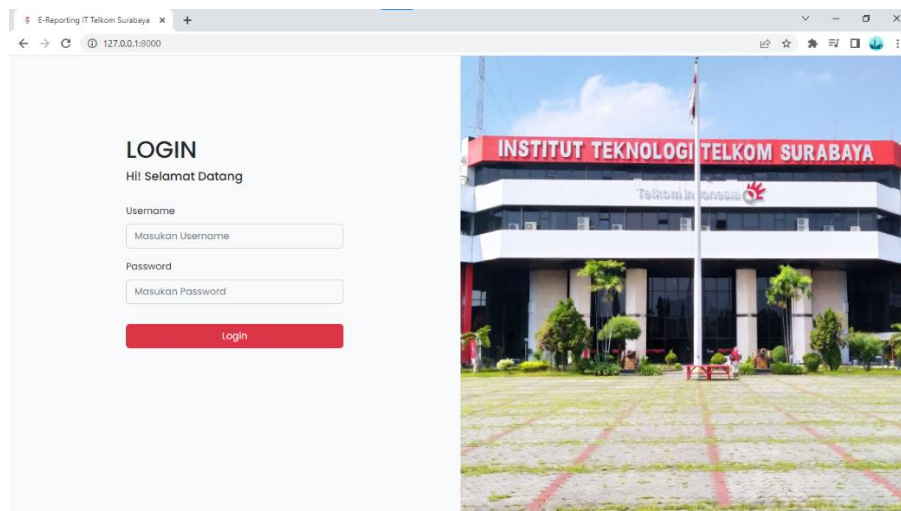 E-Reporting IT Telkom Surabaya
127.0.0.1:8000
LOGIN
Hi! Selamat Datang
Username
Masukan Username
Password
Masukan Password
Login
INSTITUT TEKNOLOGI TELKOM SURABAYA
Telkom Indonesia